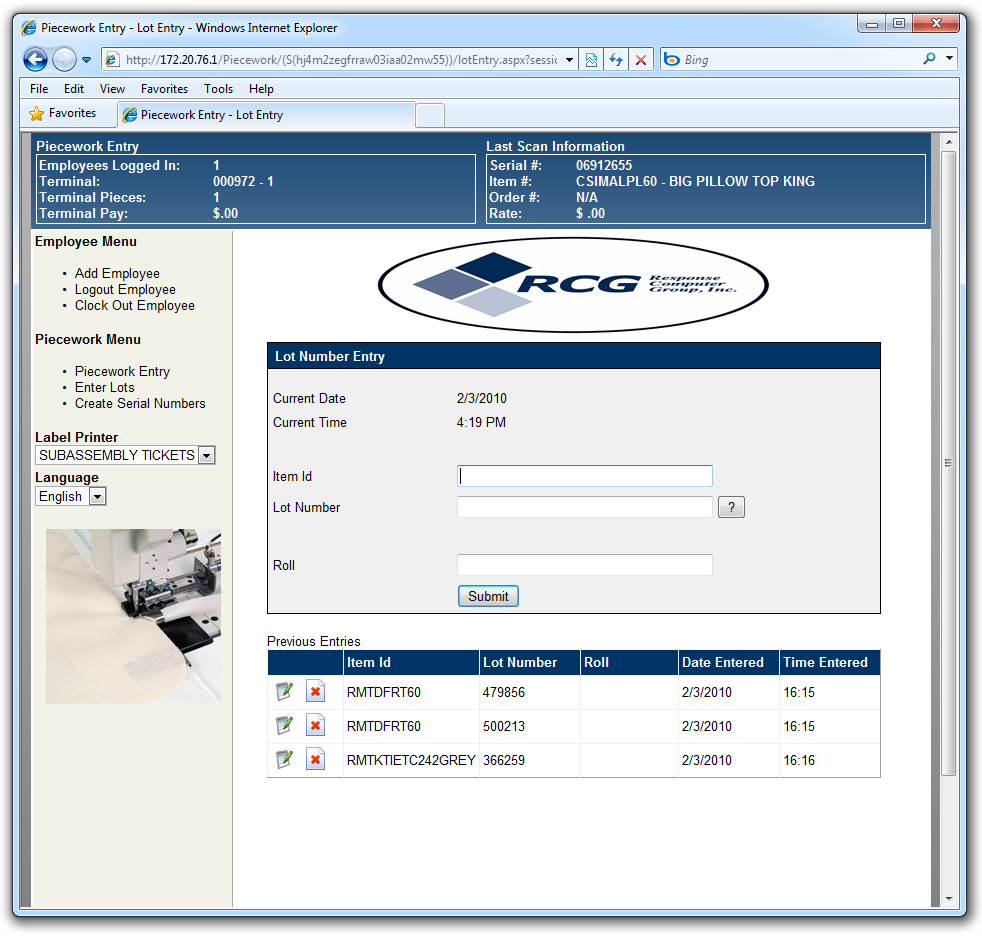 Piecework Entry - Lot Entry - Windows Internet Explorer
http://172.20.76.1/Piecework/(S(hj4m2zegfrraw03iaa02mw55))/lotEntry.aspx?sessic
Bing
File Edit View Favorites Tools Help
Favorites
Piecework Entry - Lot Entry
Piecework Entry
Employees Logged In: 1
Terminal: 000972 - 1
Terminal Pieces: 1
Terminal Pay: $.00
Last Scan Information
Serial #: 06912655
Item #: CSIMALPL60 - BIG PILLOW TOP KING
Order #: N/A
Rate: $ .00
Employee Menu
• Add Employee
• Logout Employee
• Clock Out Employee
Piecework Menu
• Piecework Entry
• Enter Lots
• Create Serial Numbers
Label Printer
SUBASSEMBLY TICKETS
Language
English
RCG
Response
Computer
Group, Inc.
Lot Number Entry
Current Date 2/3/2010
Current Time 4:19 PM
Item Id
Lot Number ?
Roll
Submit
Previous Entries
Item Id Lot Number Roll Date Entered Time Entered
RMTDFRT60 479856 2/3/2010 16:15
RMTDFRT60 500213 2/3/2010 16:15
RMTKTIETC242GREY 366259 2/3/2010 16:16